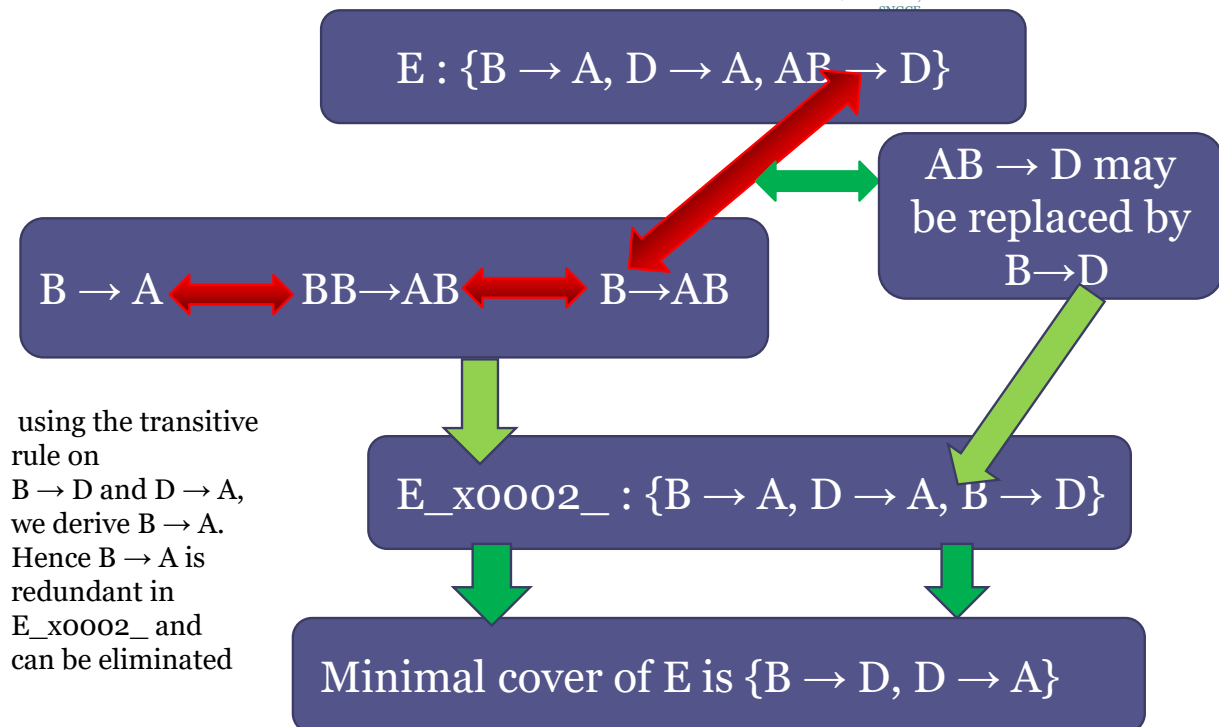 SNGCE
E : {B → A, D → A, AB → D}
AB → D may
be replaced by
B→D
B → A BB→AB B→AB
using the transitive
rule on
B → D and D → A,
we derive B → A.
Hence B → A is
redundant in
E_x0002_ and
can be eliminated
E_x0002_ : {B → A, D → A, B → D}
Minimal cover of E is {B → D, D → A}